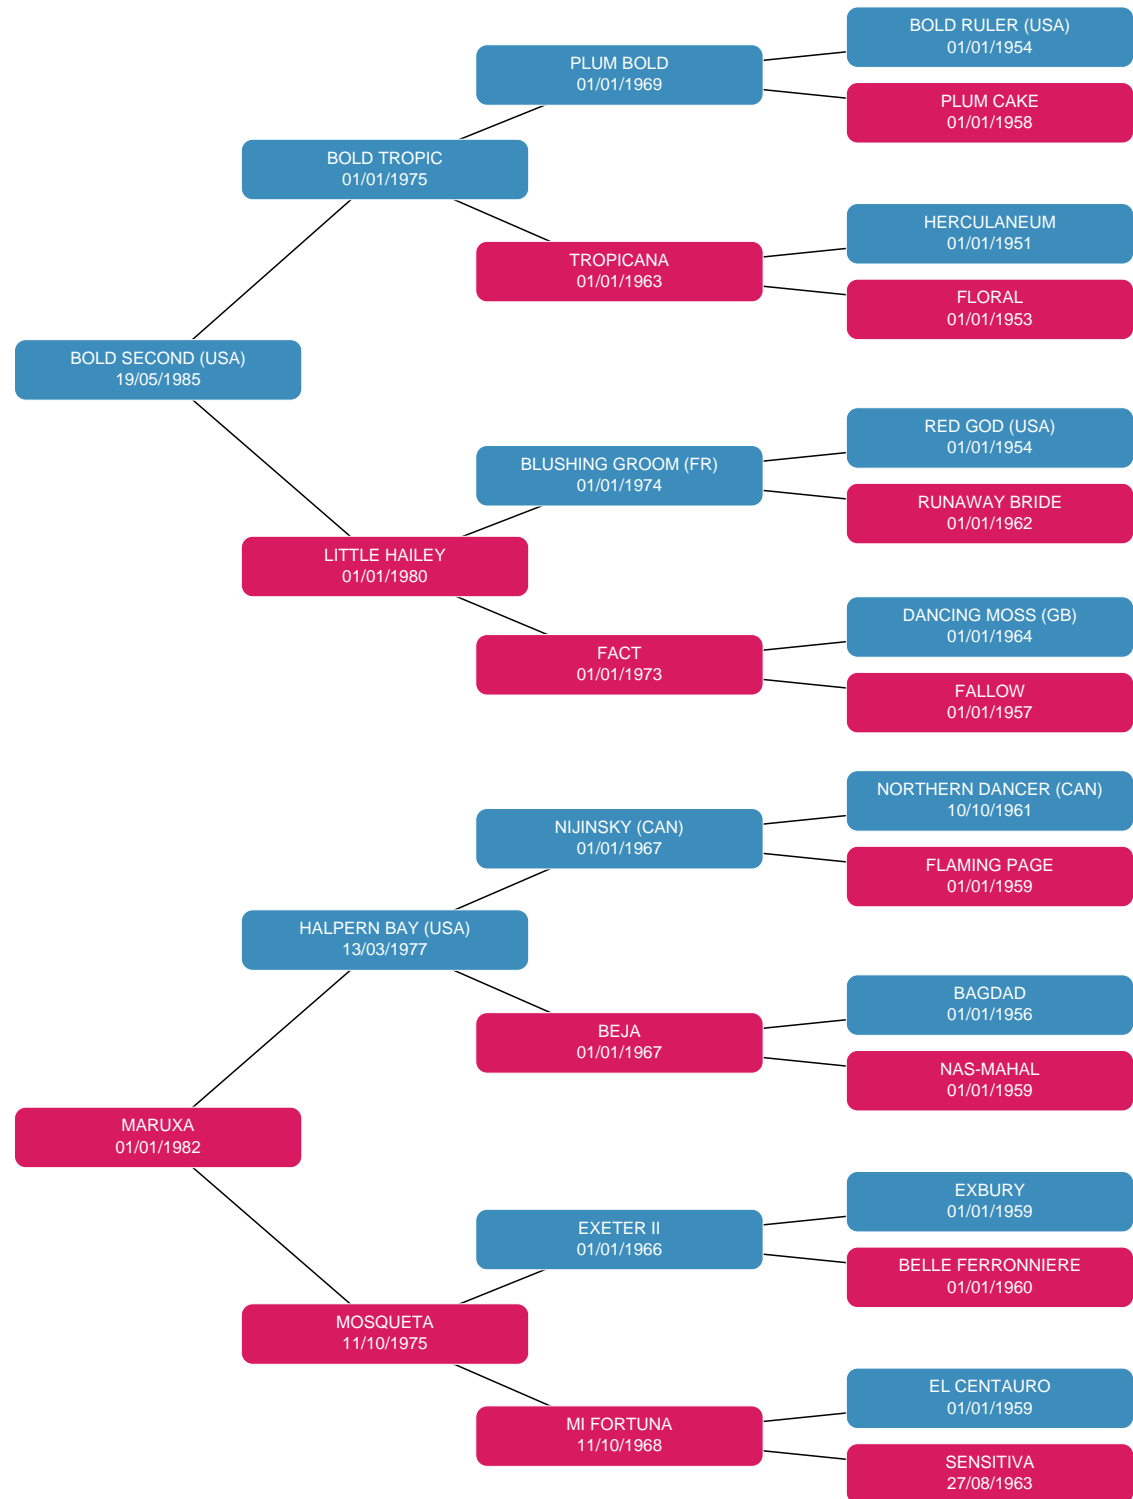 BOLD RULER (USA)
01/01/1954
PLUM BOLD
01/01/1969
PLUM CAKE
01/01/1958
BOLD TROPIC
01/01/1975
HERCULANEUM
01/01/1951
TROPICANA
01/01/1963
FLORAL
01/01/1953
BOLD SECOND (USA)
19/05/1985
RED GOD (USA)
01/01/1954
BLUSHING GROOM (FR)
01/01/1974
RUNAWAY BRIDE
01/01/1962
LITTLE HAILEY
01/01/1980
DANCING MOSS (GB)
01/01/1964
FACT
01/01/1973
FALLOW
01/01/1957
NORTHERN DANCER (CAN)
10/10/1961
NIJINSKY (CAN)
01/01/1967
FLAMING PAGE
01/01/1959
HALPERN BAY (USA)
13/03/1977
BAGDAD
01/01/1956
BEJA
01/01/1967
NAS-MAHAL
01/01/1959
MARUXA
01/01/1982
EXBURY
01/01/1959
EXETER II
01/01/1966
BELLE FERRONNIERE
01/01/1960
MOSQUETA
11/10/1975
EL CENTAURO
01/01/1959
MI FORTUNA
11/10/1968
SENSITIVA
27/08/1963